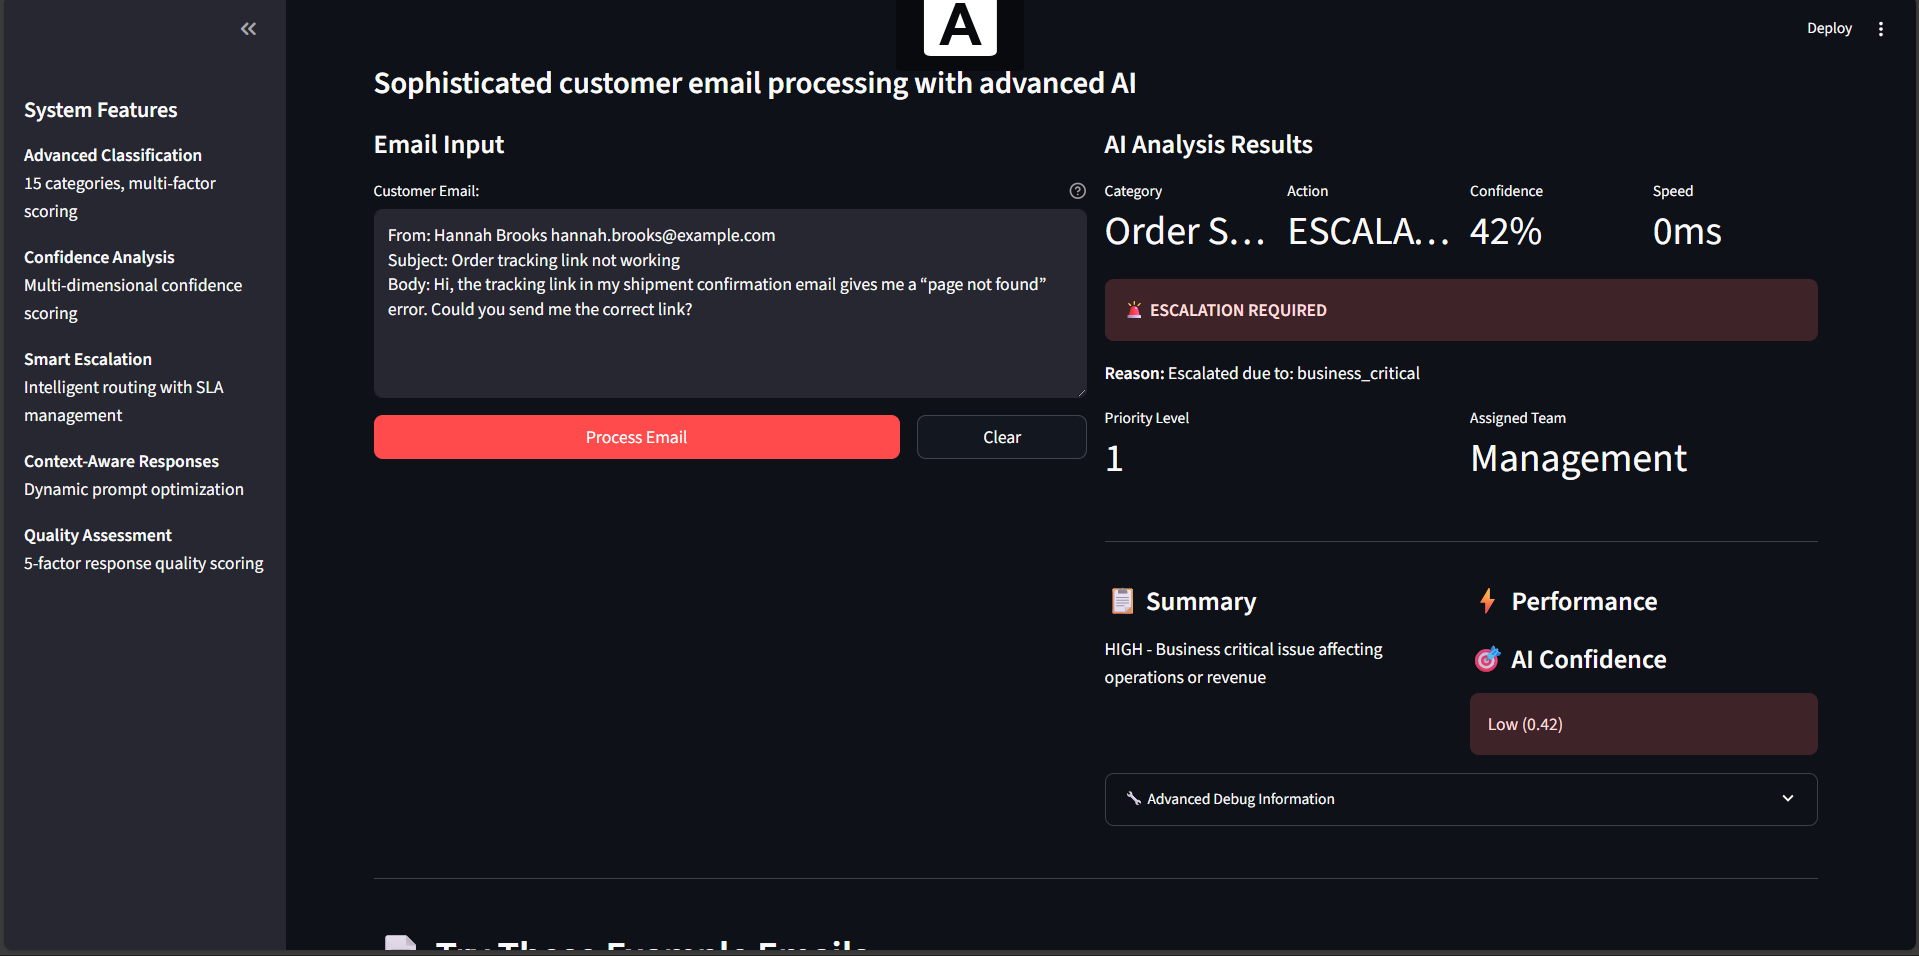 A
Deploy
System Features
Advanced Classification
15 categories, multi-factor
scoring
Confidence Analysis
Multi-dimensional confidence
scoring
Smart Escalation
Intelligent routing with SLA
management
Context-Aware Responses
Dynamic prompt optimization
Quality Assessment
5-factor response quality scoring
Sophisticated customer email processing with advanced AI
Email Input
Customer Email:
From: Hannah Brooks hannah.brooks@example.com
Subject: Order tracking link not working
Body: Hi, the tracking link in my shipment confirmation email gives me a “page not found”
error. Could you send me the correct link?
Process Email
Clear
AI Analysis Results
Category
Order S...
Action
ESCALA...
Confidence
42%
Speed
0ms
ESCALATION REQUIRED
Reason: Escalated due to: business_critical
Priority Level
1
Assigned Team
Management
Summary
HIGH - Business critical issue affecting
operations or revenue
Performance
AI Confidence
Low (0.42)
Advanced Debug Information
Try These Example Emails